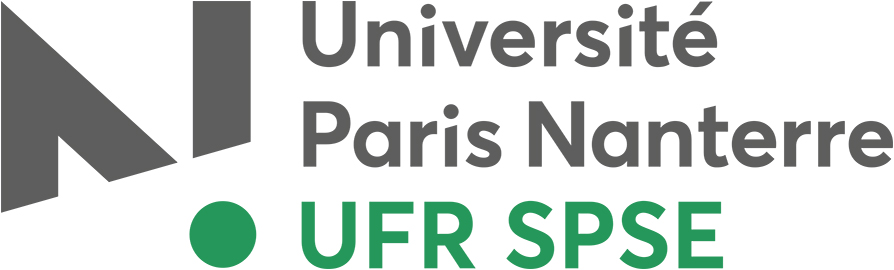 Université
Paris Nanterre
UFR SPSE